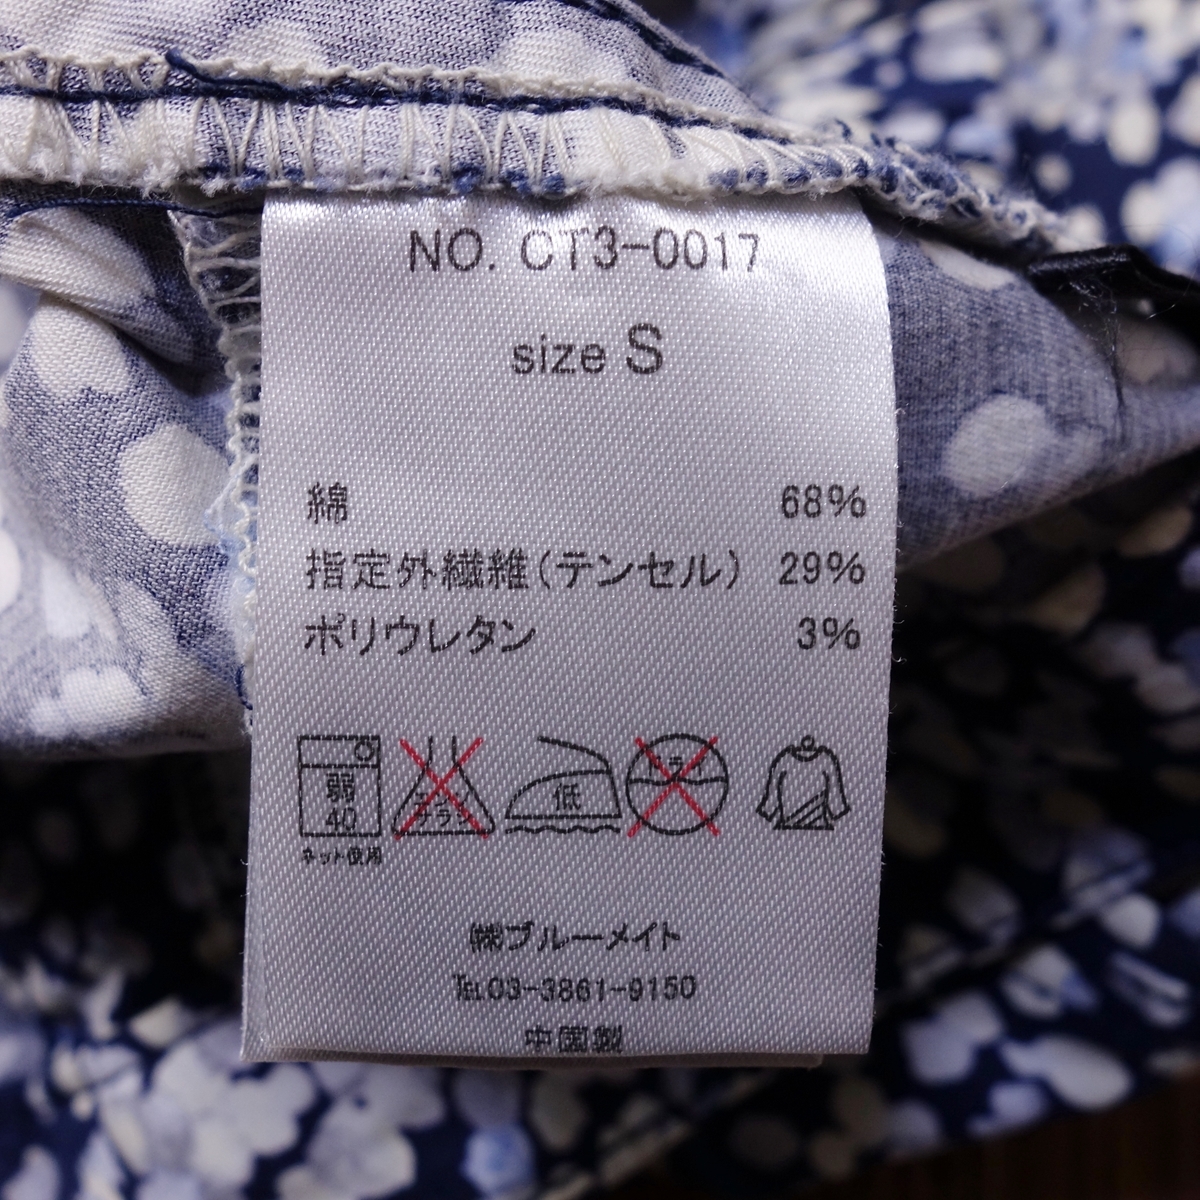 NO. CT3-0017
size S
綿 68%
指定外繊維(テンセル) 29%
ポリウレタン 3%
弱
40
ネット使用
低
㈱ブルーメイト
℡03-3861-9150
中国製